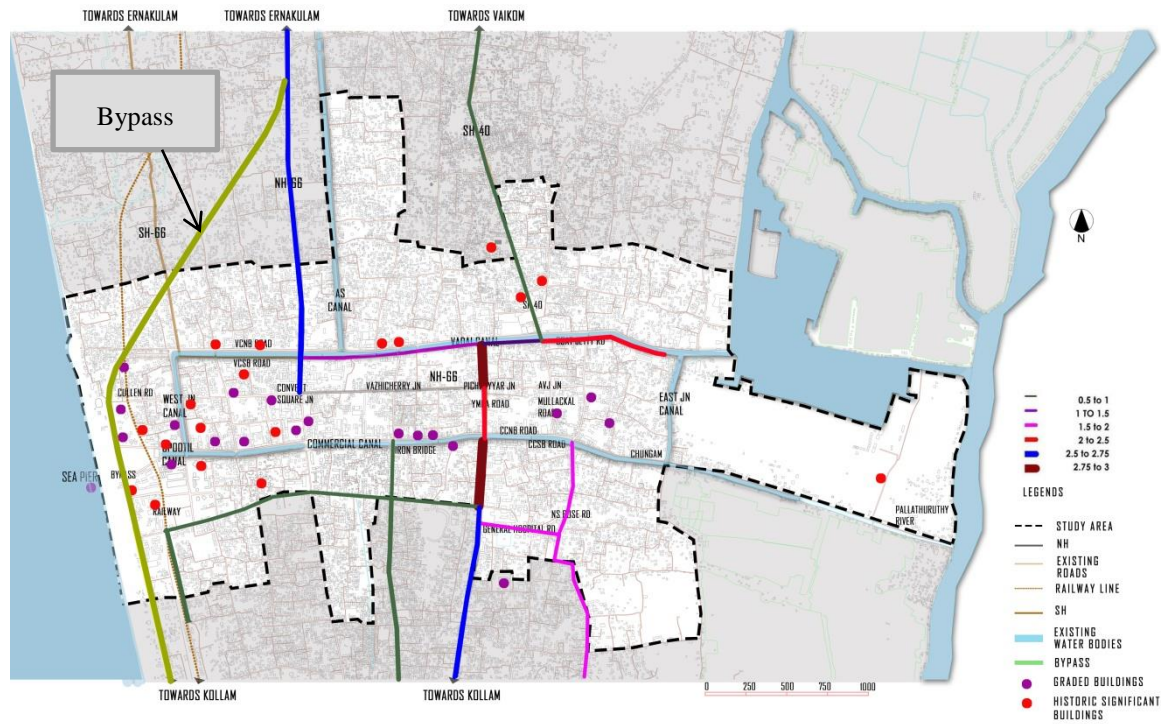 TOWARDS ERNAKULAM
TOWARDS ERNAKULAM
TOWARDS VAIKOM
Bypass
SH-40
NH-66
SH-66
N
AS
CANAL
SH-40
VCNB ROAD
VADAI CANAL
VCSB ROAD
NH-66
CULLEN RD
WEST JN
CANAL
CONVENT
SQUARE JN
VAZHICHERRY JN
YMCA ROAD
AVJ JN
MULLACKAL
ROAD
EAST JN
CANAL
CCNB ROAD
COMMERCIAL CANAL
IRON BRIDGE
CCSB ROAD
CHUNGAM
CANAL
SEA PIER
BYPASS
RAILWAY
NS BOSE RD
GENERAL HOSPITAL RD
PALLATHURUTHY
RIVER
TOWARDS KOLLAM
TOWARDS KOLLAM
0 250 500 750 1000
0.5 to 1
1 TO 1.5
1.5 to 2
2 to 2.5
2.5 to 2.75
2.75 to 3
LEGENDS
STUDY AREA
NH
EXISTING
ROADS
RAILWAY LINE
SH
EXISTING
WATER BODIES
BYPASS
GRADED BUILDINGS
HISTORIC SIGNIFICANT
BUILDINGS